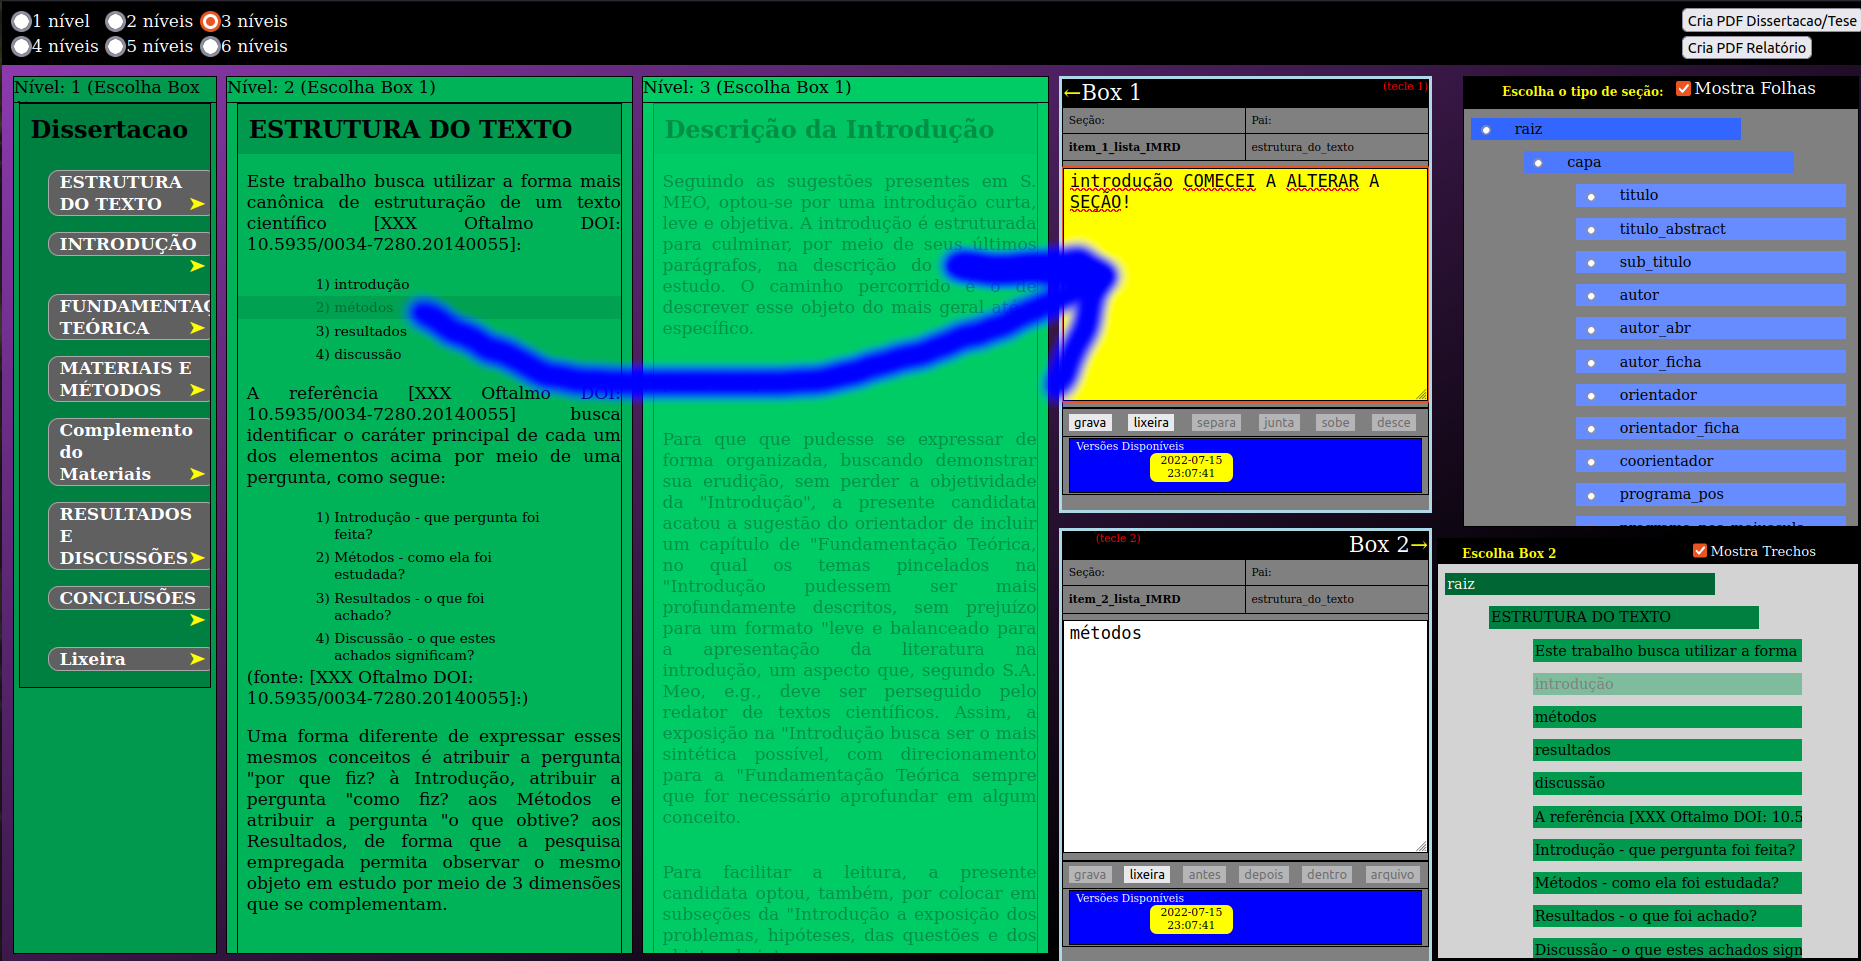 1 nível 2 níveis 3 níveis
4 níveis 5 níveis 6 níveis
Cria PDF Dissertacao/Tese
Cria PDF Relatório
Nível: 1 (Escolha Box
Dissertacao
ESTRUTURA
DO TEXTO ➤
INTRODUÇÃO
➤
FUNDAMENTAÇ
TEÓRICA ➤
MATERIAIS E
MÉTODOS ➤
Complemento
do
Materiais ➤
RESULTADOS
E
DISCUSSÕES ➤
CONCLUSÕES
➤
Lixeira ➤
Nível: 2 (Escolha Box 1)
ESTRUTURA DO TEXTO
Este trabalho busca utilizar a forma mais
canônica de estruturação de um texto
científico [XXX Oftalmo DOI:
10.5935/0034-7280.20140055]:
1) introdução
2) métodos
3) resultados
4) discussão
A referência [XXX Oftalmo DOI:
10.5935/0034-7280.20140055] busca
identificar o caráter principal de cada um
dos elementos acima por meio de uma
pergunta, como segue:
1) Introdução - que pergunta foi
feita?
2) Métodos - como ela foi
estudada?
3) Resultados - o que foi
achado?
4) Discussão - o que estes
achados significam?
(fonte: [XXX Oftalmo DOI:
10.5935/0034-7280.20140055]:)
Uma forma diferente de expressar esses
mesmos conceitos é atribuir a pergunta
"por que fiz? à Introdução, atribuir a
pergunta "como fiz? aos Métodos e
atribuir a pergunta "o que obtive? aos
Resultados, de forma que a pesquisa
empregada permita observar o mesmo
objeto em estudo por meio de 3 dimensões
que se complementam.
Nível: 3 (Escolha Box 1)
Descrição da Introdução
Seguindo as sugestões presentes em S.
MEO, optou-se por uma introdução curta,
leve e objetiva. A introdução é estruturada
para culminar, por meio de seus últimos
parágrafos, na descrição do
estudo. O caminho percorrido é o de
descrever esse objeto do mais geral até
específico.
Para que que pudesse se expressar de
forma organizada, buscando demonstrar
sua erudição, sem perder a objetividade
da "Introdução", a presente candidata
acatou a sugestão do orientador de incluir
um capítulo de "Fundamentação Teórica,
no qual os temas pincelados na
"Introdução pudessem ser mais
profundamente descritos, sem prejuízo
para um formato "leve e balanceado para
a apresentação da literatura na
introdução, um aspecto que, segundo S.A.
Meo, e.g., deve ser perseguido pelo
redator de textos científicos. Assim, a
exposição na "Introdução busca ser o mais
sintética possível, com direcionamento
para a "Fundamentação Teórica sempre
que for necessário aprofundar em algum
conceito.
Para facilitar a leitura, a presente
candidata optou, também, por colocar em
subseções da "Introdução a exposição dos
problemas, hipóteses, das questões e dos
←Box 1 (tecle 1)
Seção: Pai:
item_1_lista_IMRD estrutura_do_texto
introdução COMECEI A ALTERAR A
SEÇÃO!
grava lixeira separa junta sobe desce
Versões Disponíveis
2022-07-15
23:07:41
(tecle 2) Box 2→
Seção: Pai:
item_2_lista_IMRD estrutura_do_texto
métodos
grava lixeira antes depois dentro arquivo
Versões Disponíveis
2022-07-15
23:07:41
Escolha o tipo de seção: Mostra Folhas
raiz
capa
titulo
titulo_abstract
sub_titulo
autor
autor_abr
autor_ficha
orientador
orientador_ficha
coorientador
programa_pos
Escolha Box 2 Mostra Trechos
raiz
ESTRUTURA DO TEXTO
Este trabalho busca utilizar a forma
introdução
métodos
resultados
discussão
A referência [XXX Oftalmo DOI: 10.5
Introdução - que pergunta foi feita?
Métodos - como ela foi estudada?
Resultados - o que foi achado?
Discussão - o que estes achados sign